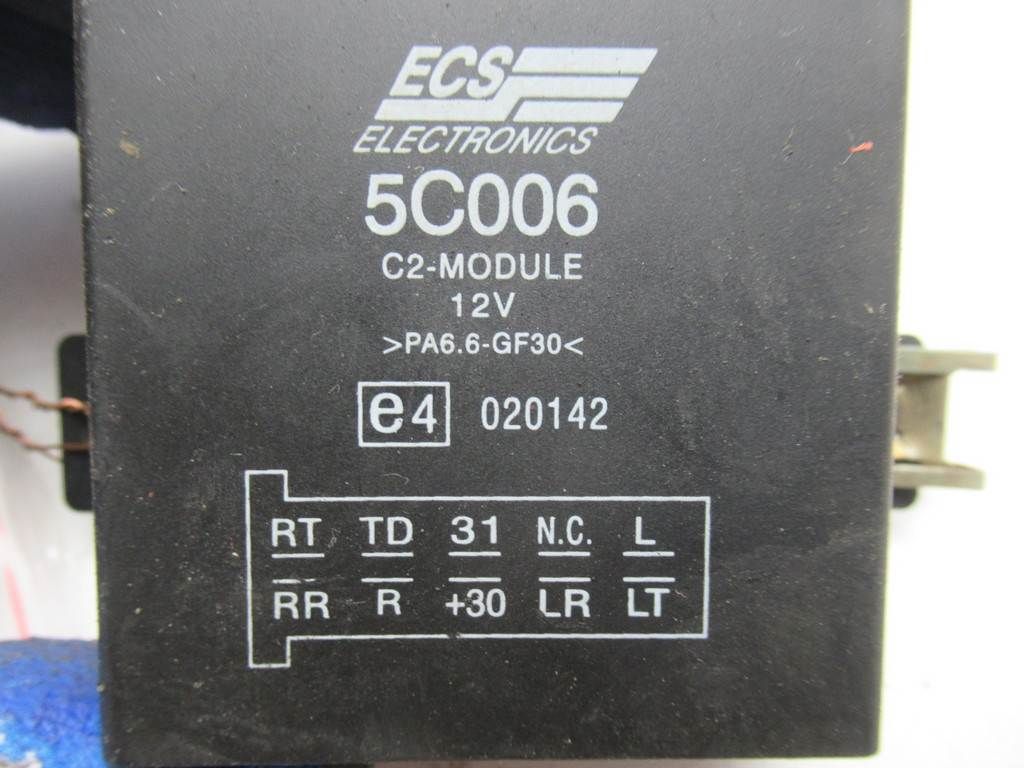 ECS
ELECTRONICS
5C006
C2-MODULE
12V
>PA6.6-GF30<
e4 020142
RT TD 31 N.C. L
RR R +30 LR LT